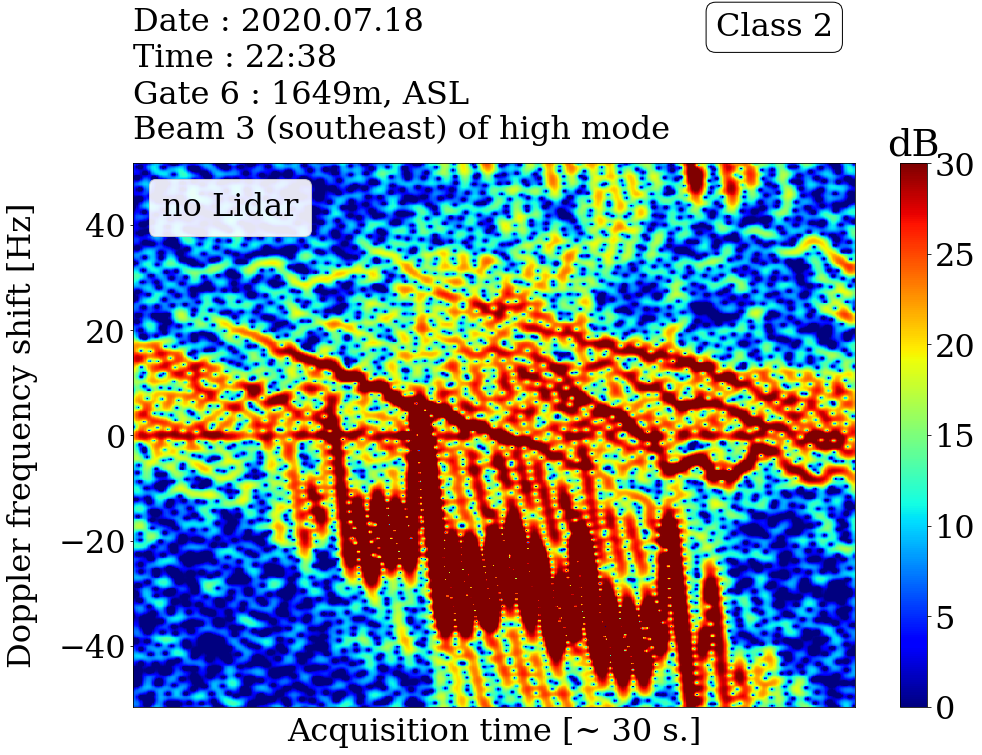 Date : 2020.07.18
Time : 22:38
Gate 6 : 1649m, ASL
Beam 3 (southeast) of high mode
Class 2
no Lidar
dB
Doppler frequency shift [Hz]
40
20
0
−20
−40
Acquisition time [~ 30 s.]
30
25
20
15
10
5
0